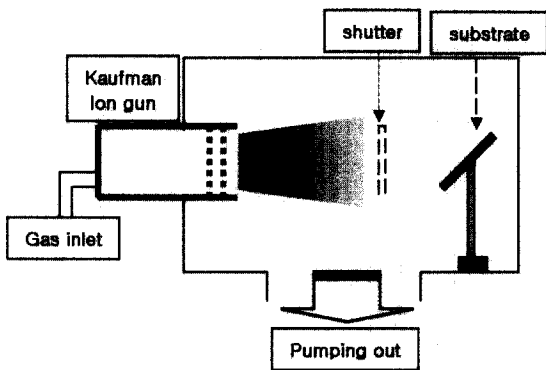 shutter
substrate
Kaufman
Ion gun
Gas inlet
Pumping out